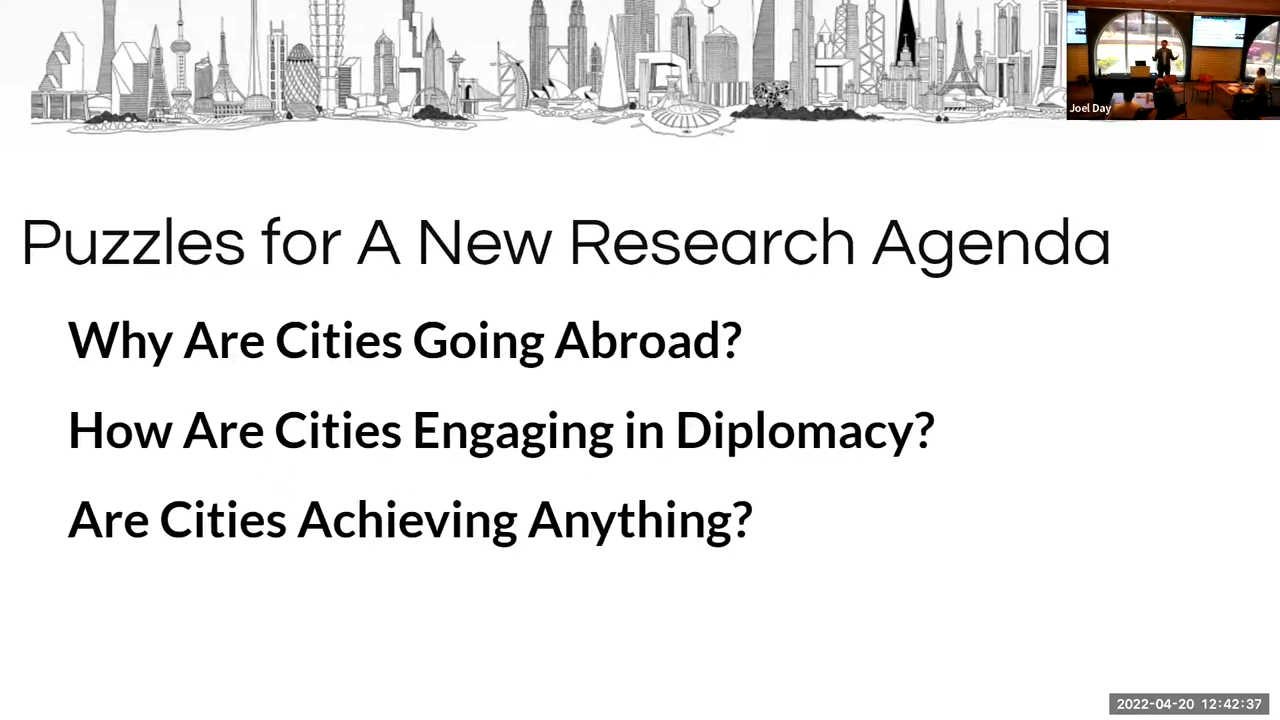 Joel Day
Puzzles for A New Research Agenda
Why Are Cities Going Abroad?
How Are Cities Engaging in Diplomacy?
Are Cities Achieving Anything?
2022-04-20 12:42:37